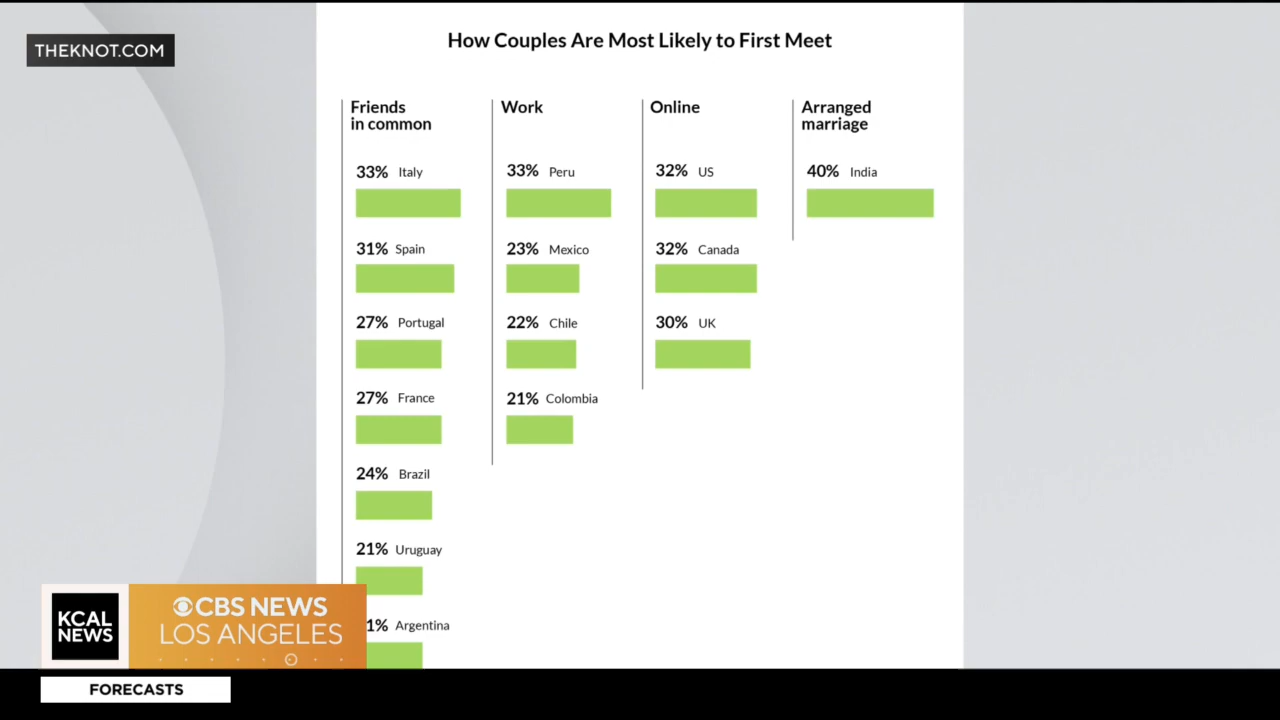 THEKNOT.COM
How Couples Are Most Likely to First Meet
Friends
in common
33% Italy
31% Spain
27% Portugal
27% France
24% Brazil
21% Uruguay
1% Argentina
Work
33% Peru
23% Mexico
22% Chile
21% Colombia
Online
32% US
32% Canada
30% UK
Arranged
marriage
40% India
KCAL
NEWS
CBS NEWS
LOS ANGELES
FORECASTS